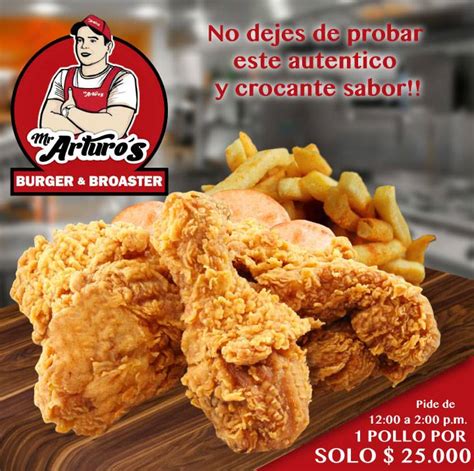 No dejes de probar
este autentico
y crocante sabor!!
Mr
Arturo's
BURGER & BROASTER
Pide de
12:00 a 2:00 p.m.
1 POLLO POR
SOLO $ 25.000